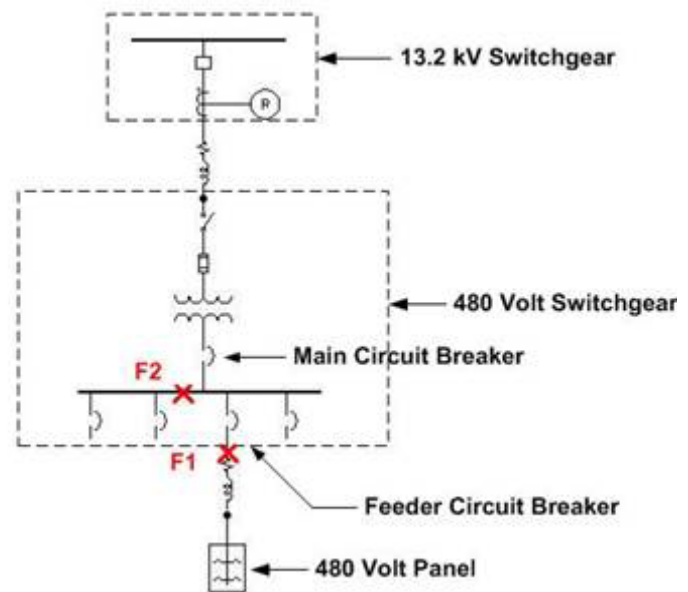 13.2 kV Switchgear
R
480 Volt Switchgear
Main Circuit Breaker
F2
F1
Feeder Circuit Breaker
480 Volt Panel